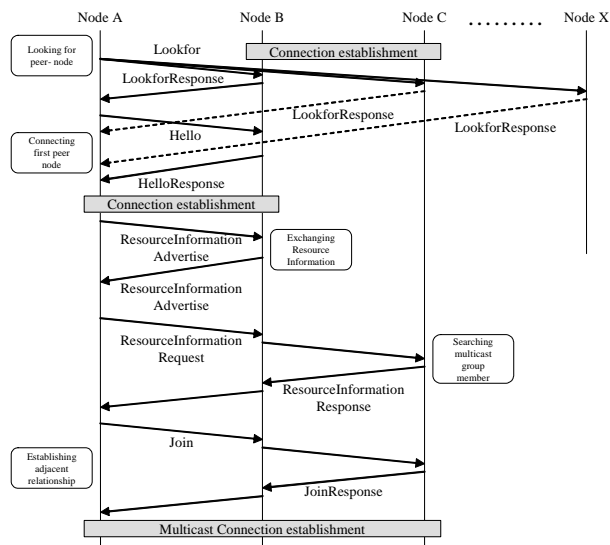 Node A
Node B
Node C
. . . . . . . . .
Node X
Looking for
peer- node
Lookfor
Connection establishment
LookforResponse
LookforResponse
LookforResponse
Hello
Connecting
first peer
node
HelloResponse
Connection establishment
ResourceInformation
Advertise
Exchanging
Resource
Information
ResourceInformation
Advertise
ResourceInformation
Request
Searching
multicast
group
member
ResourceInformation
Response
Join
Establishing
adjacent
relationship
JoinResponse
Multicast Connection establishment